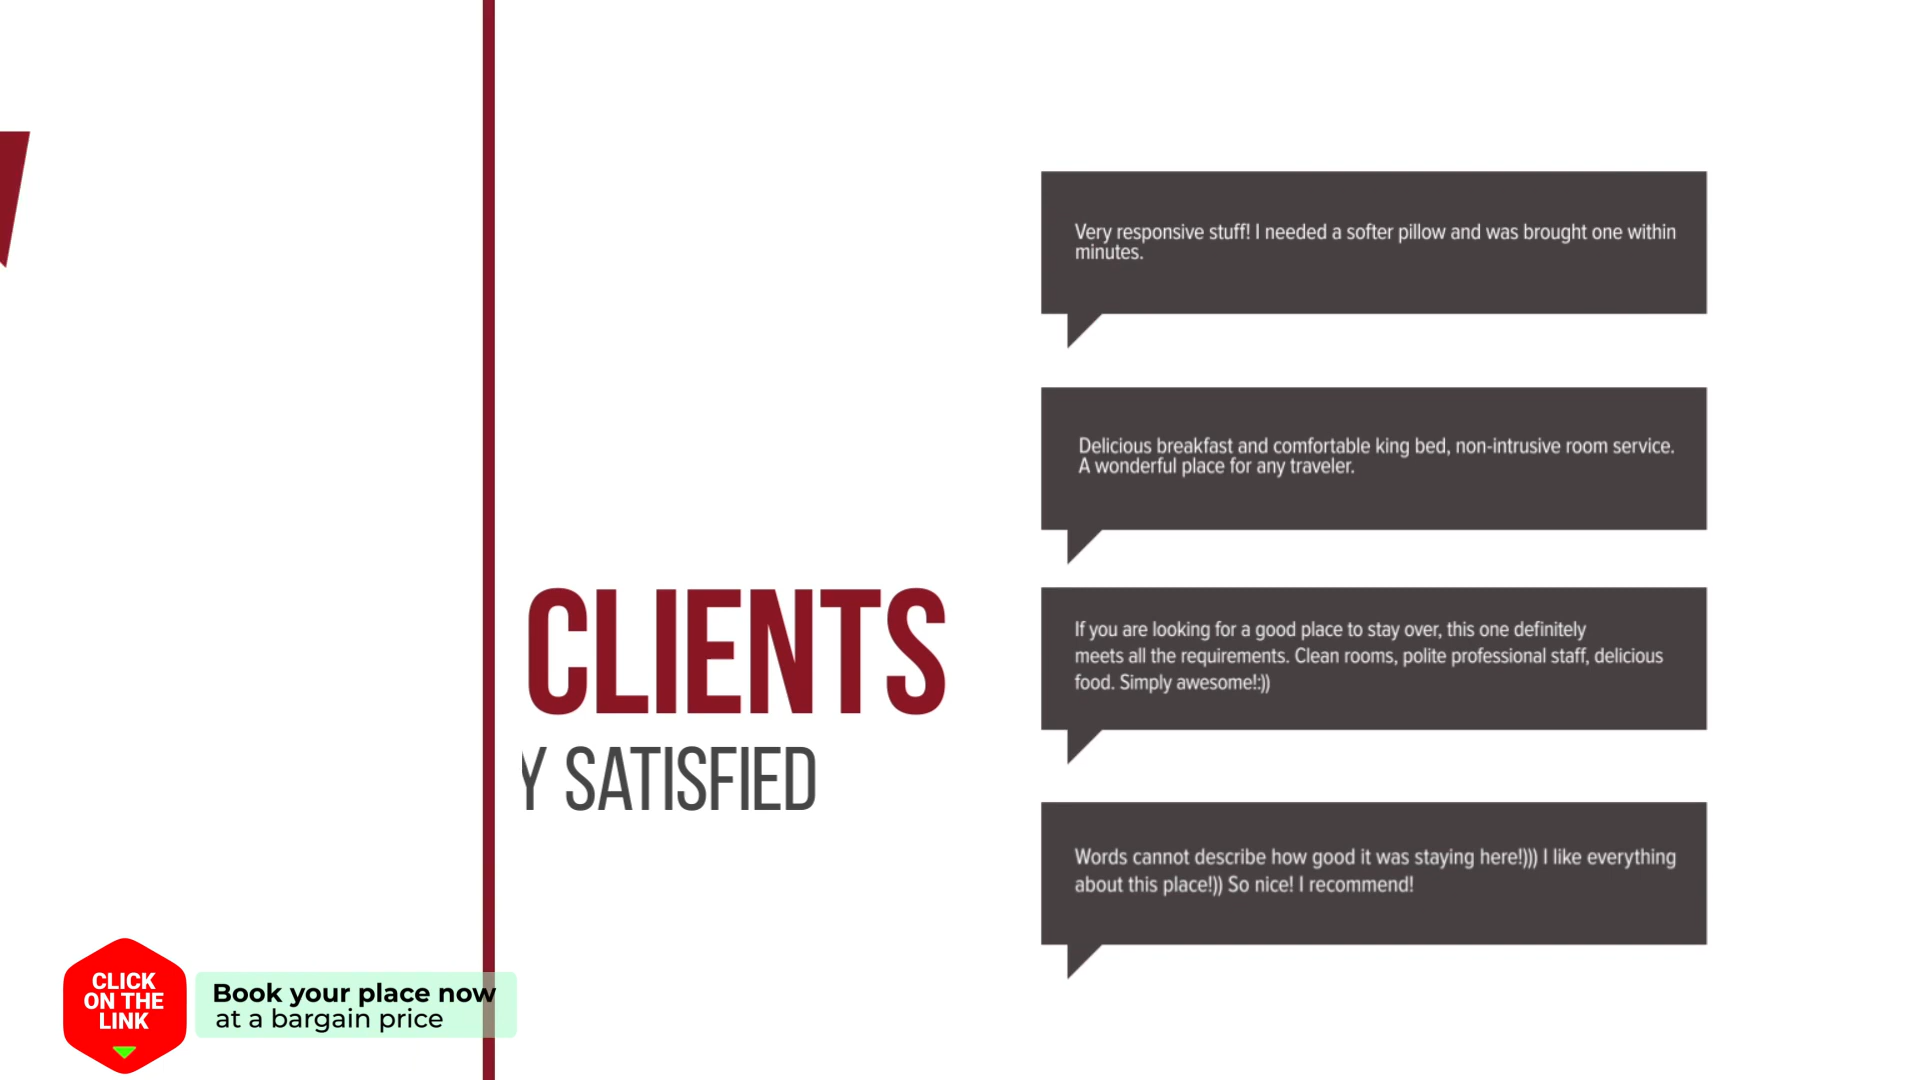 Very responsive stuff! I needed a softer pillow and was brought one within
minutes.
Delicious breakfast and comfortable king bed, non-intrusive room service.
A wonderful place for any traveler.
CLIENTS
Y SATISFIED
If you are looking for a good place to stay over, this one definitely
meets all the requirements. Clean rooms, polite professional staff, delicious
food. Simply awesome!:))
Words cannot describe how good it was staying here!))) I like everything
about this place!)) So nice! I recommend!
CLICK
ON THE
LINK
Book your place now
at a bargain price